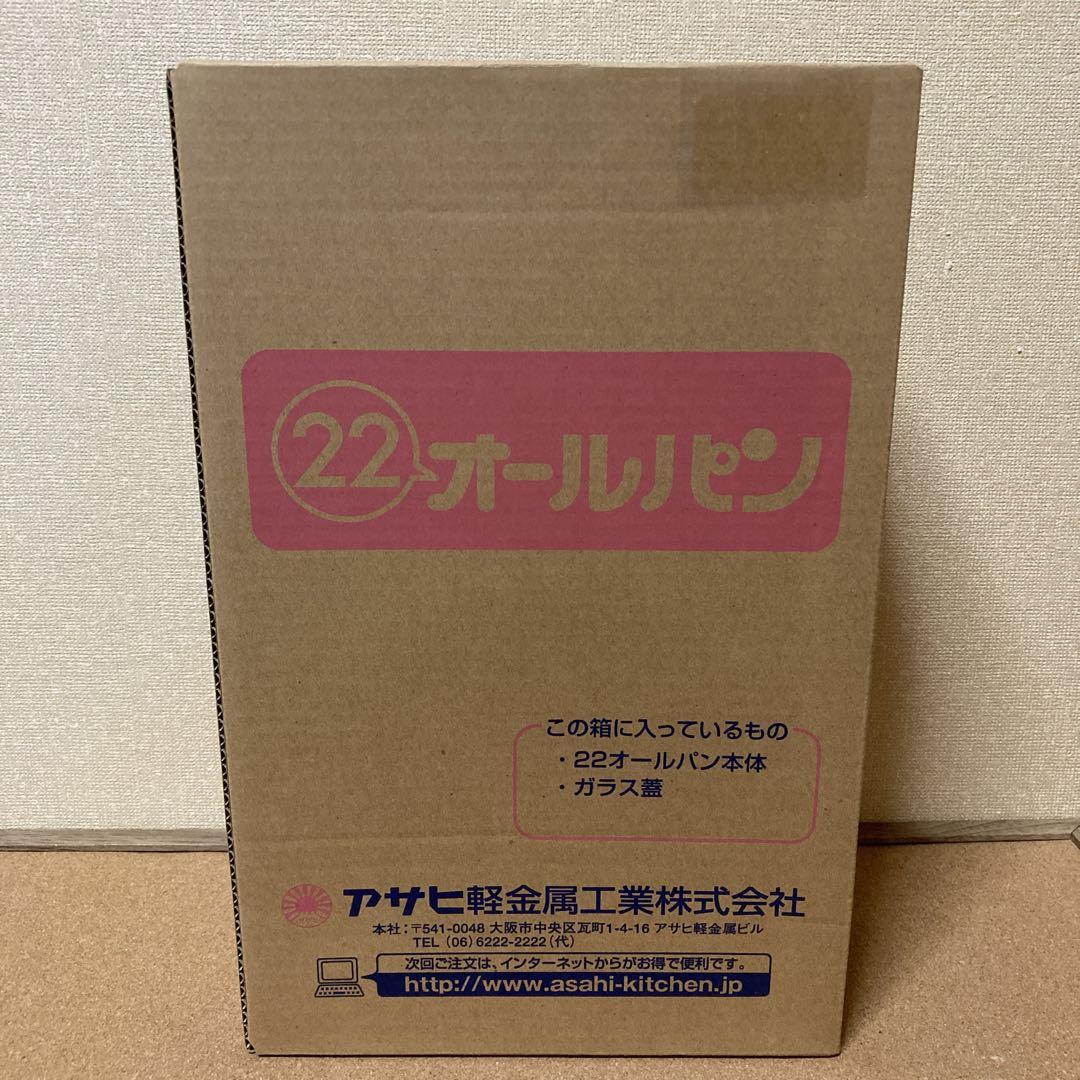 22オールパン
この箱に入っているもの
・22オールパン本体
・ガラス蓋
アサヒ軽金属工業株式会社
本社:〒541-0048 大阪市中央区瓦町1-4-16 アサヒ軽金属ビル
TEL(06)6222-2222(代)
次回ご注文は、インターネットからがお得で便利です。
http://www.asahi-kitchen.jp